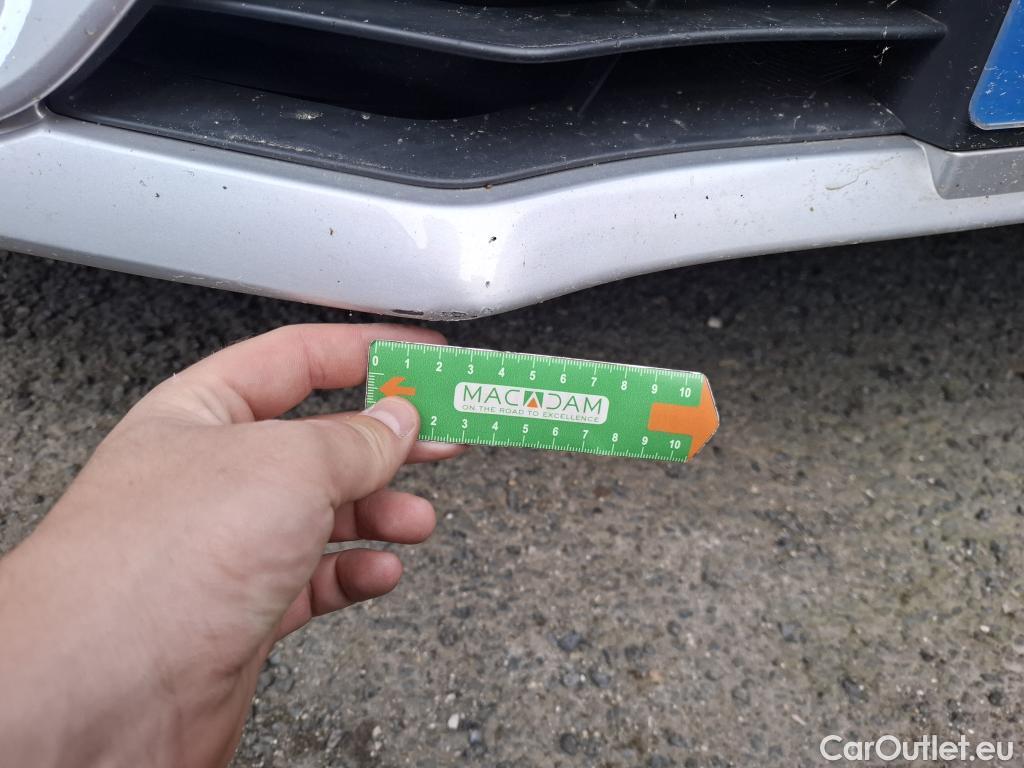 0 1 2 3 4 5 6 7 8 9 10
MACADAM
ON THE ROAD TO EXCELLENCE
2 3 4 5 6 7 8 9 10
CarOutlet.eu